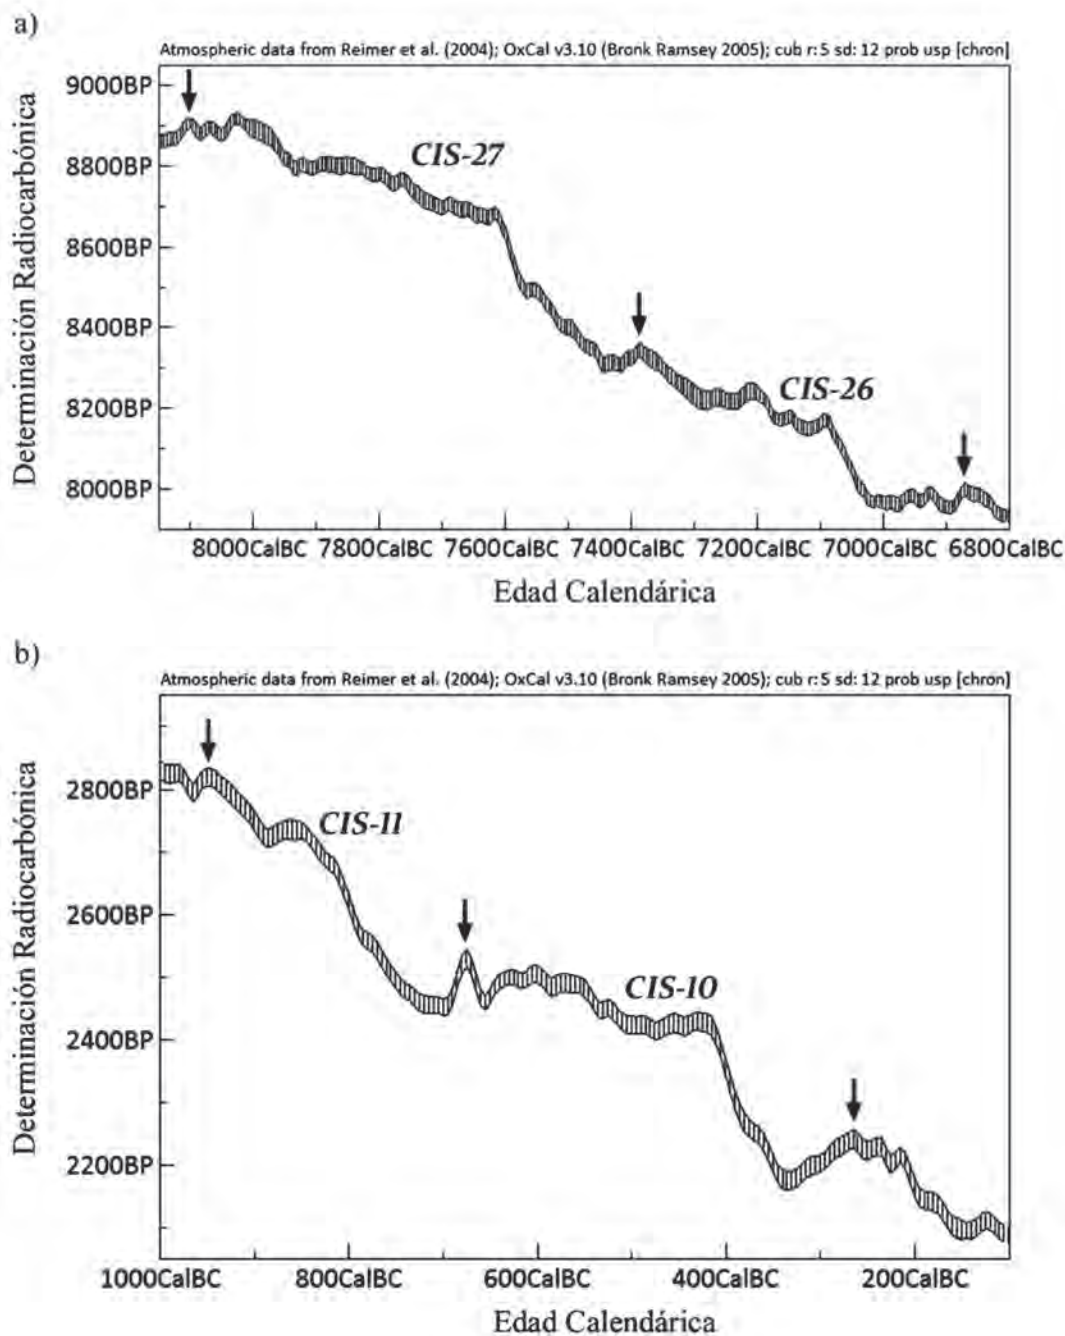 a)
Atmospheric data from Reimer et al. (2004); OxCal v3.10 (Bronk Ramsey 2005); cub r:5 sd:12 prob usp [chron]
Determinación Radiocarbónica
9000BP
8800BP
8600BP
8400BP
8200BP
8000BP
CIS-27
CIS-26
8000CalBC 7800CalBC 7600CalBC 7400CalBC 7200CalBC 7000CalBC 6800CalBC
Edad Calendárica
b)
Atmospheric data from Reimer et al. (2004); OxCal v3.10 (Bronk Ramsey 2005); cub r:5 sd:12 prob usp [chron]
Determinación Radiocarbónica
2800BP
2600BP
2400BP
2200BP
CIS-11
CIS-10
1000CalBC 800CalBC 600CalBC 400CalBC 200CalBC
Edad Calendárica